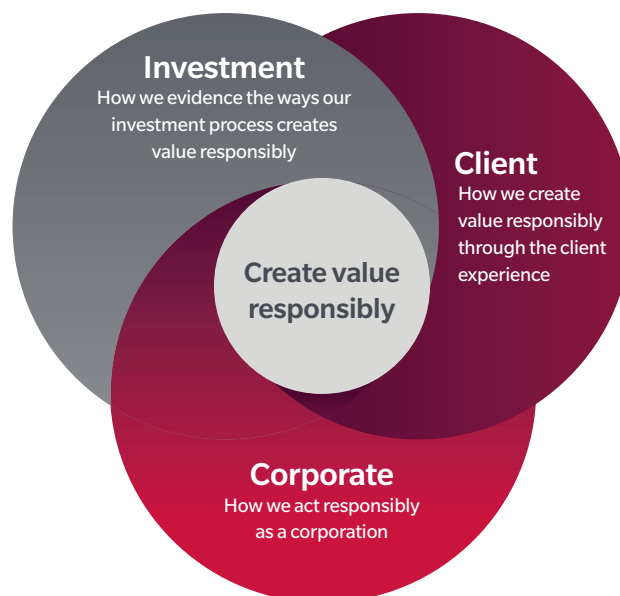 Investment
How we evidence the ways our
investment process creates
value responsibly
Client
How we create
value responsibly
through the client
experience
Create value
responsibly
Corporate
How we act responsibly
as a corporation